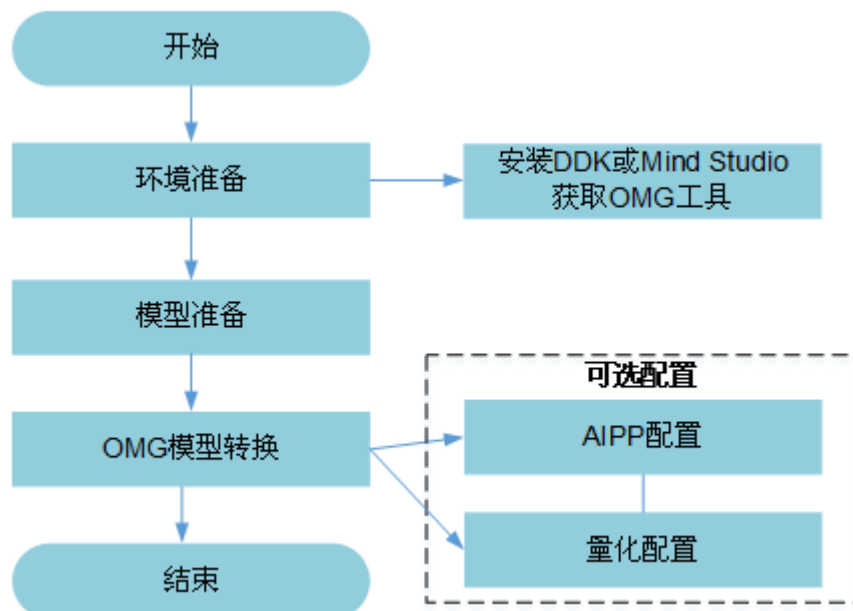 开始
环境准备
安装DDK或Mind Studio
获取OMG工具
模型准备
可选配置
OMG模型转换
AIPP配置
量化配置
结束